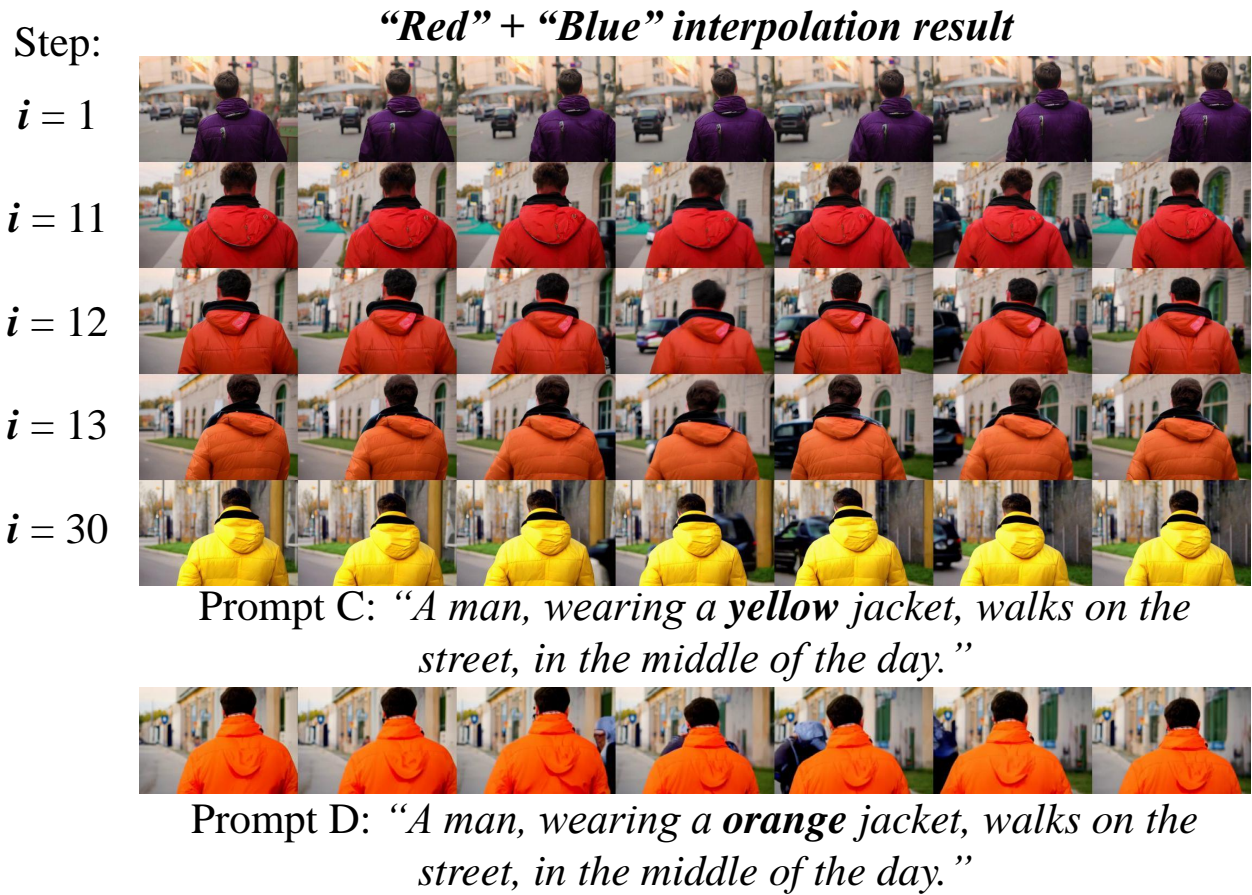 “Red” + “Blue” interpolation result
Step:
i = 1
i = 11
i = 12
i = 13
i = 30
Prompt C: “A man, wearing a yellow jacket, walks on the
street, in the middle of the day.”
Prompt D: “A man, wearing a orange jacket, walks on the
street, in the middle of the day.”